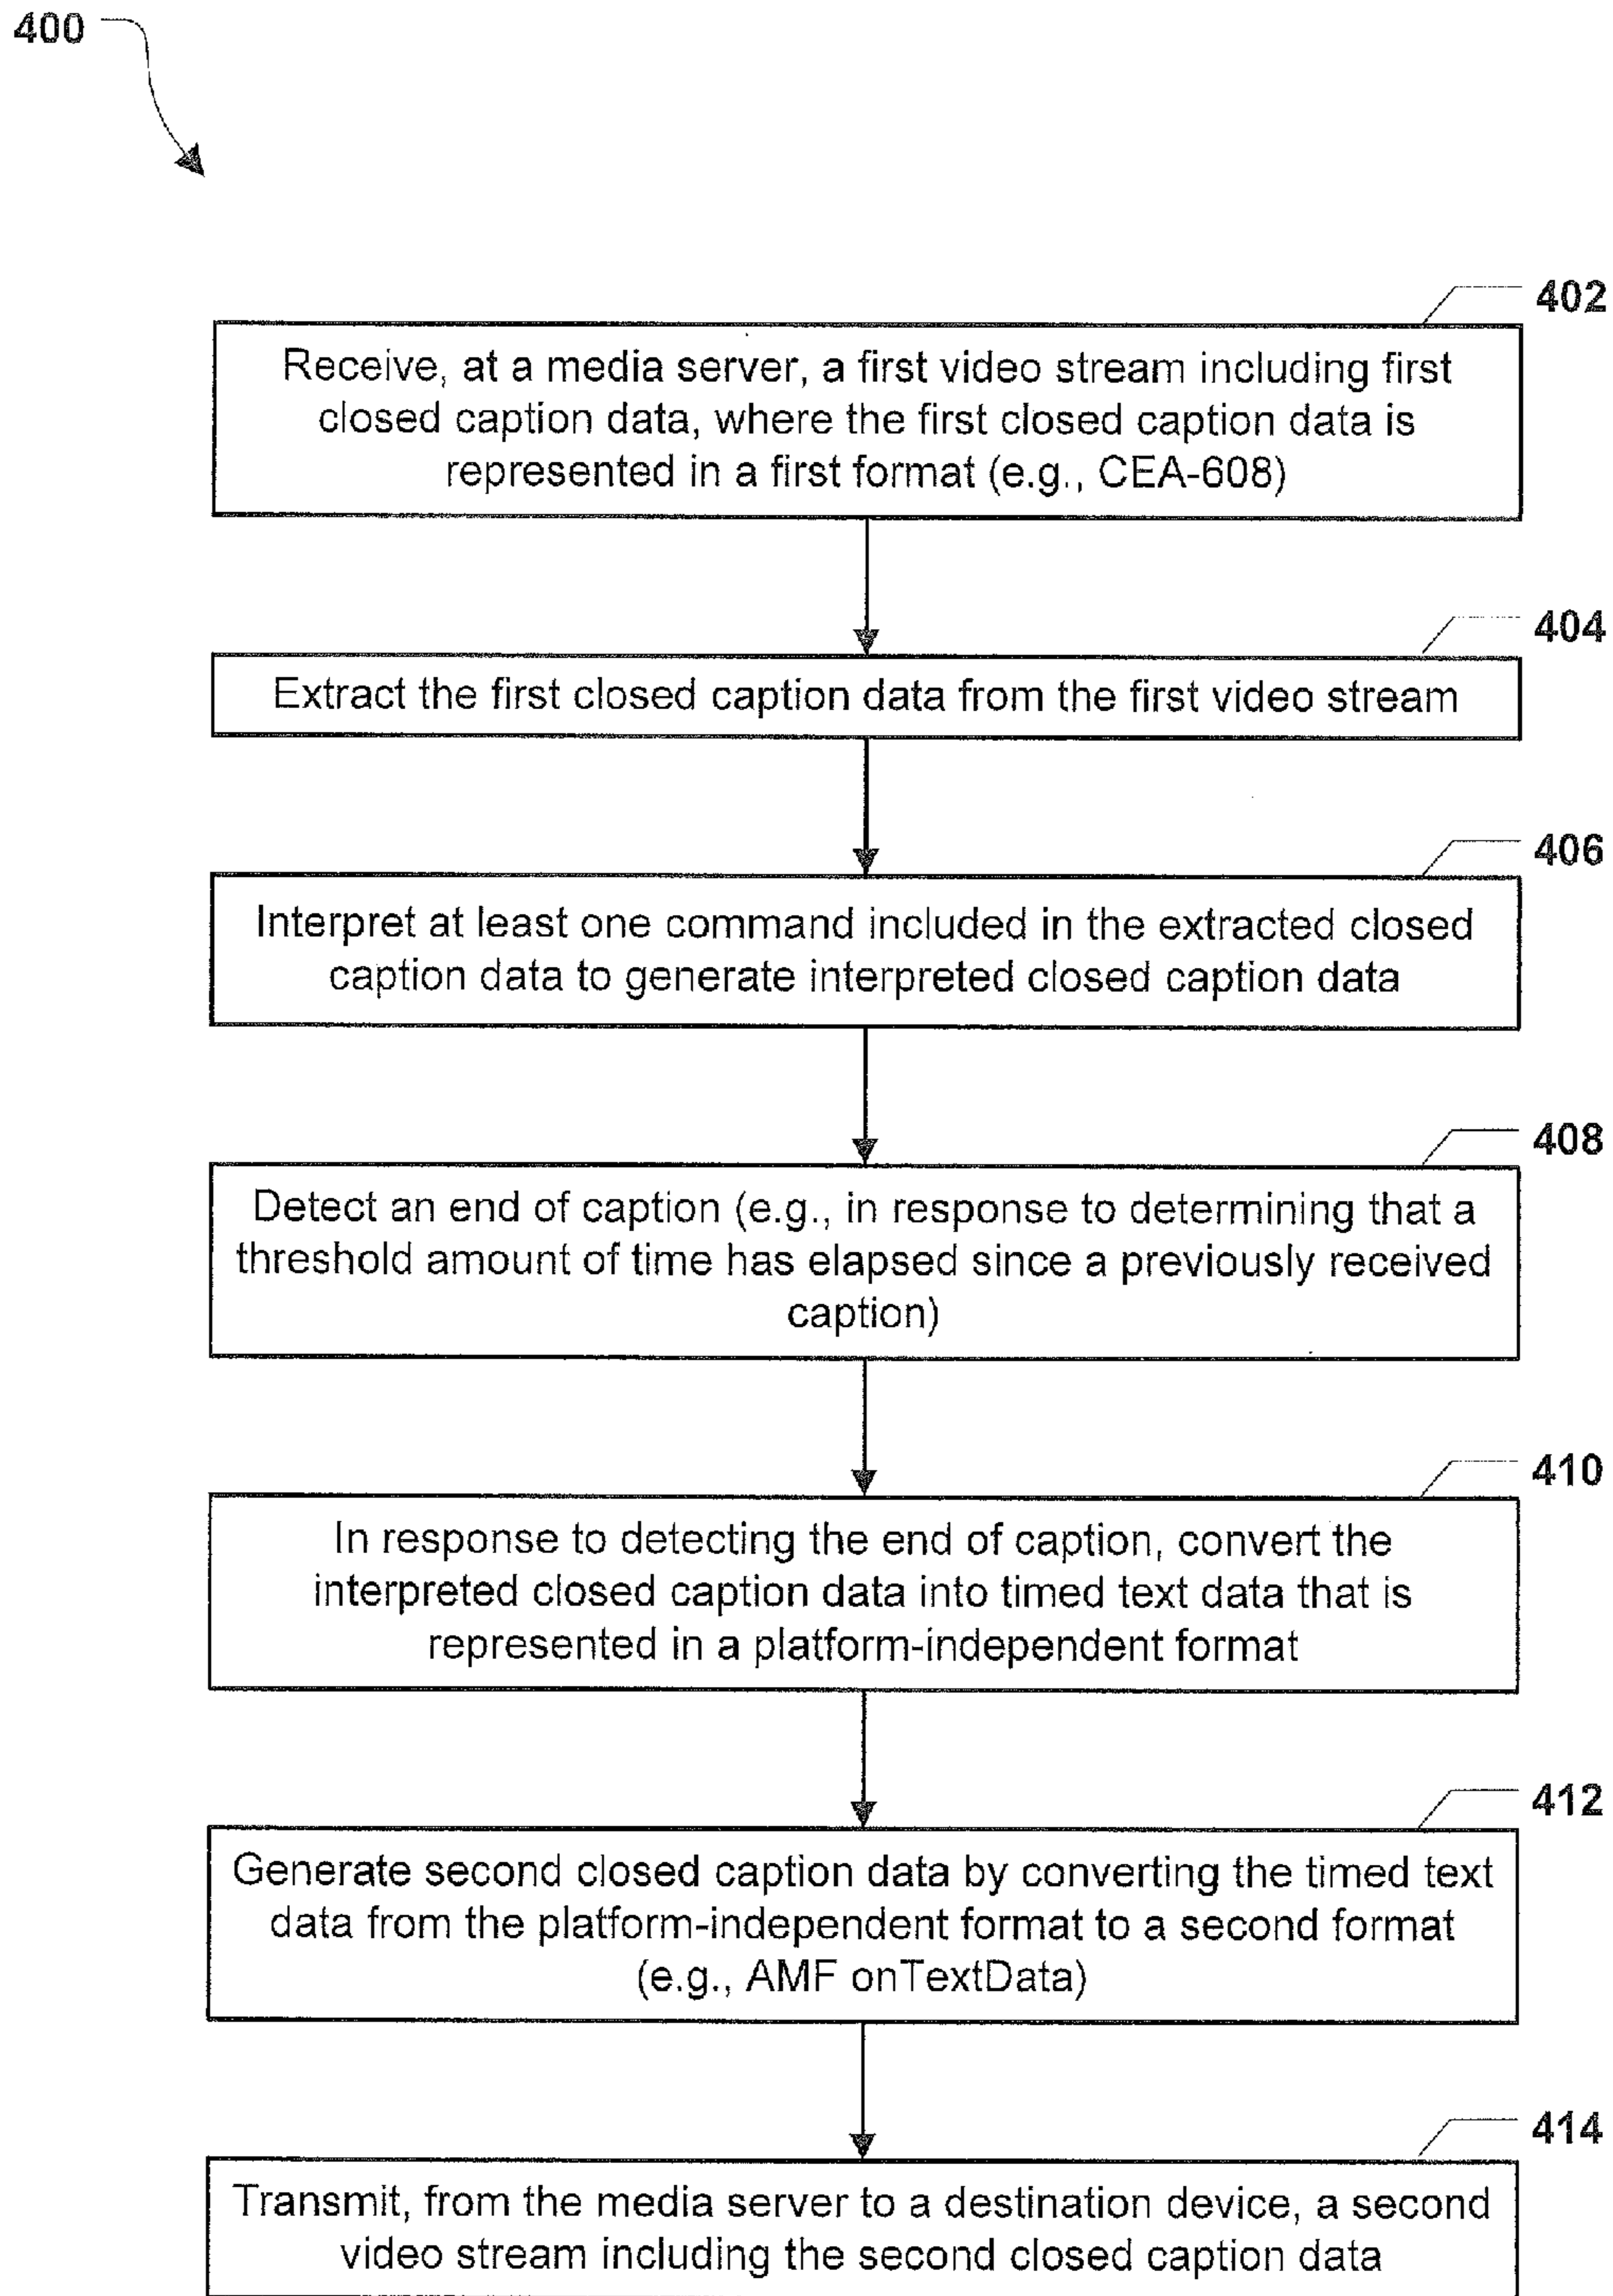 400
402
Receive, at a media server, a first video stream including first
closed caption data, where the first closed caption data is
represented in a first format (e.g., CEA-608)
404
Extract the first closed caption data from the first video stream
406
Interpret at least one command included in the extracted closed
caption data to generate interpreted closed caption data
408
Detect an end of caption (e.g., in response to determining that a
threshold amount of time has elapsed since a previously received
caption)
410
In response to detecting the end of caption, convert the
interpreted closed caption data into timed text data that is
represented in a platform-independent format
412
Generate second closed caption data by converting the timed text
data from the platform-independent format to a second format
(e.g., AMF onTextData)
414
Transmit, from the media server to a destination device, a second
video stream including the second closed caption data